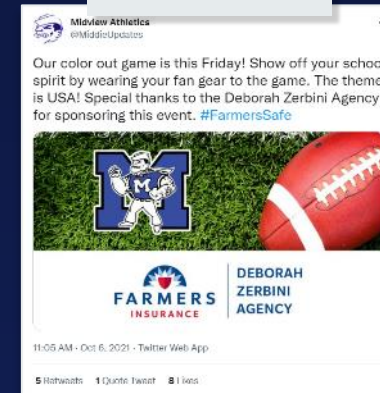 Midview Athletics
@MiddieUpdates
Our color out game is this Friday! Show off your schoo
spirit by wearing your fan gear to the game. The theme
is USA! Special thanks to the Deborah Zerbini Agency
for sponsoring this event. #FarmersSafe
M
M
FARMERS
INSURANCE
DEBORAH
ZERBINI
AGENCY
11:05 AM · Oct 6, 2021 · Twitter Web App
5 Retweets 1 Quote Tweet 8 Likes